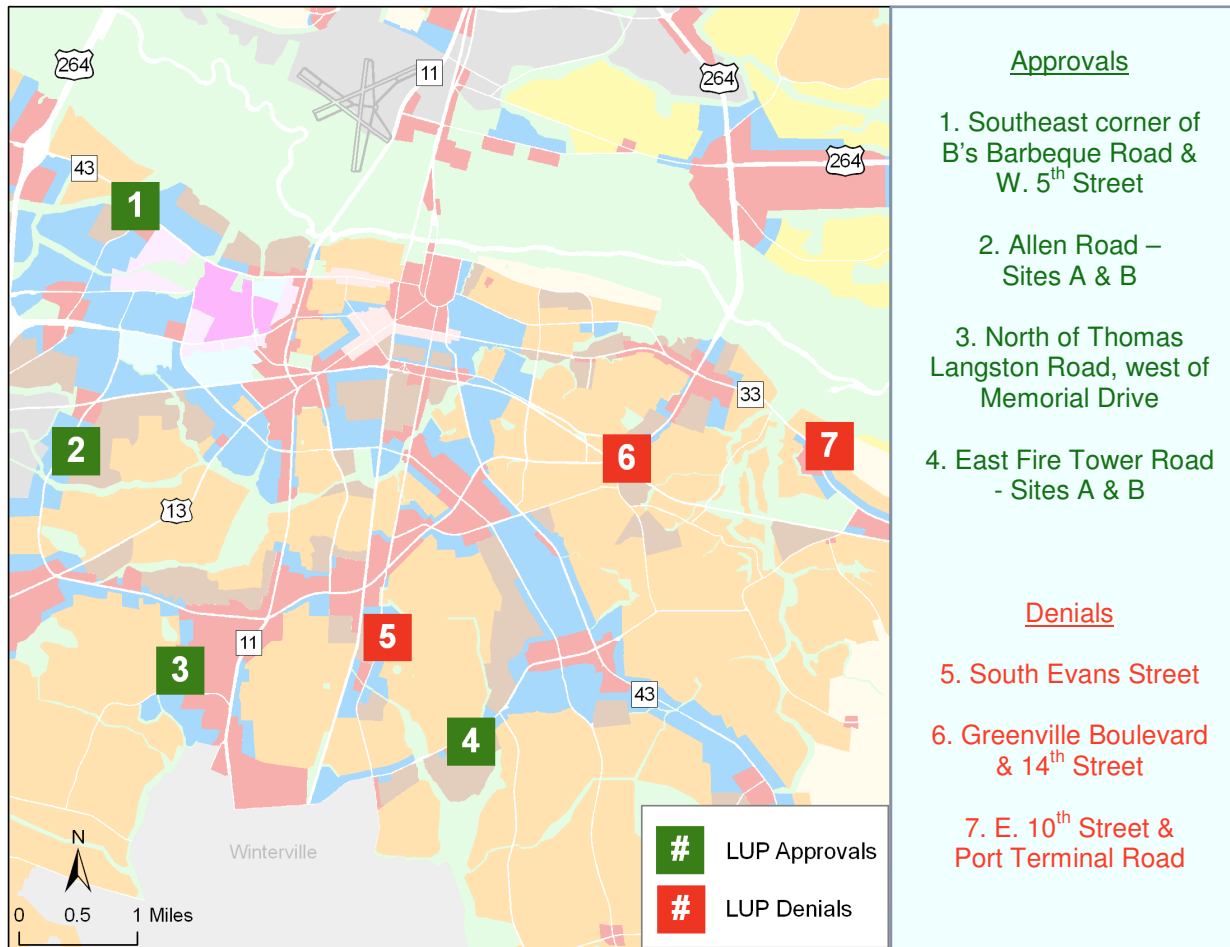 264
11
264
264
43
1
2
13
33
6
7
5
11
3
43
4
Winterville
N
0 0.5 1 Miles
# LUP Approvals
# LUP Denials
Approvals
1. Southeast corner of
B's Barbeque Road &
W. 5th Street
2. Allen Road –
Sites A & B
3. North of Thomas
Langston Road, west of
Memorial Drive
4. East Fire Tower Road
- Sites A & B
Denials
5. South Evans Street
6. Greenville Boulevard
& 14th Street
7. E. 10th Street &
Port Terminal Road